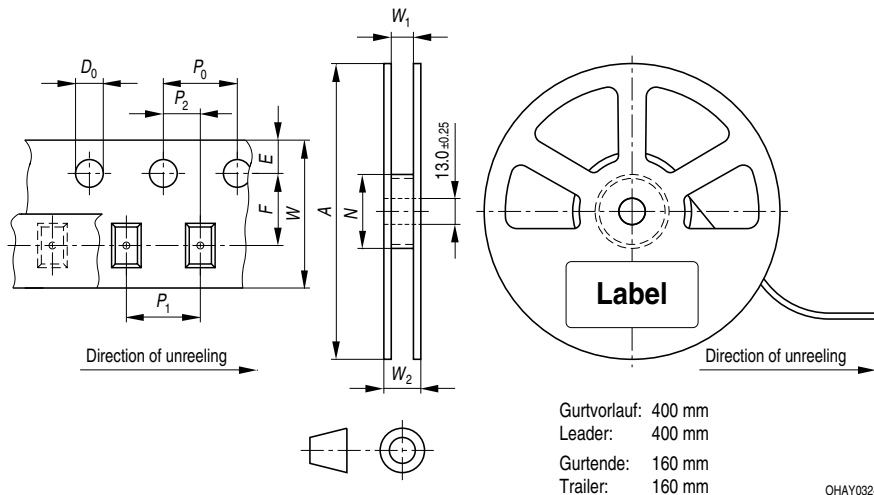 W1
D0
P0
P2
E
F
W
A
N
13.0 ±0.25
P1
W2
Label
Direction of unreeling
Direction of unreeling
Gurtvorlauf: 400 mm
Leader: 400 mm
Gurtende: 160 mm
Trailer: 160 mm